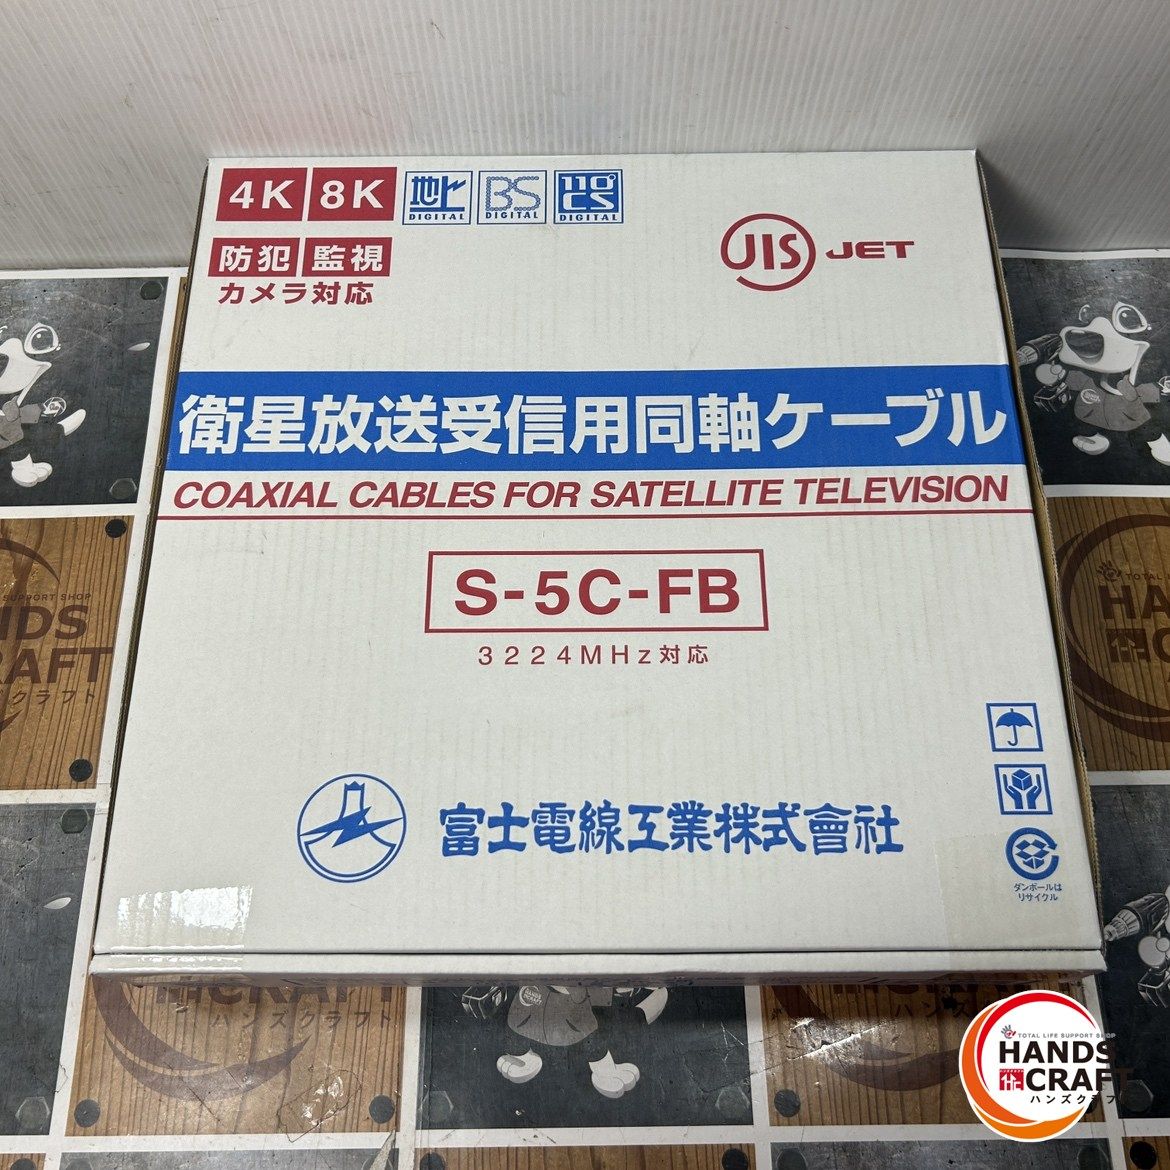 4K 8K 地上 DIGITAL BS DIGITAL 110°CS DIGITAL
防犯 監視
カメラ対応
JIS JET
衛星放送受信用同軸ケーブル
COAXIAL CABLES FOR SATELLITE TELEVISION
S-5C-FB
3224MHz対応
富士電線工業株式會社
ダンボールは
リサイクル
TOTAL LIFE SUPPORT SHOP
HANDS
CRAFT
ハンズクラフト